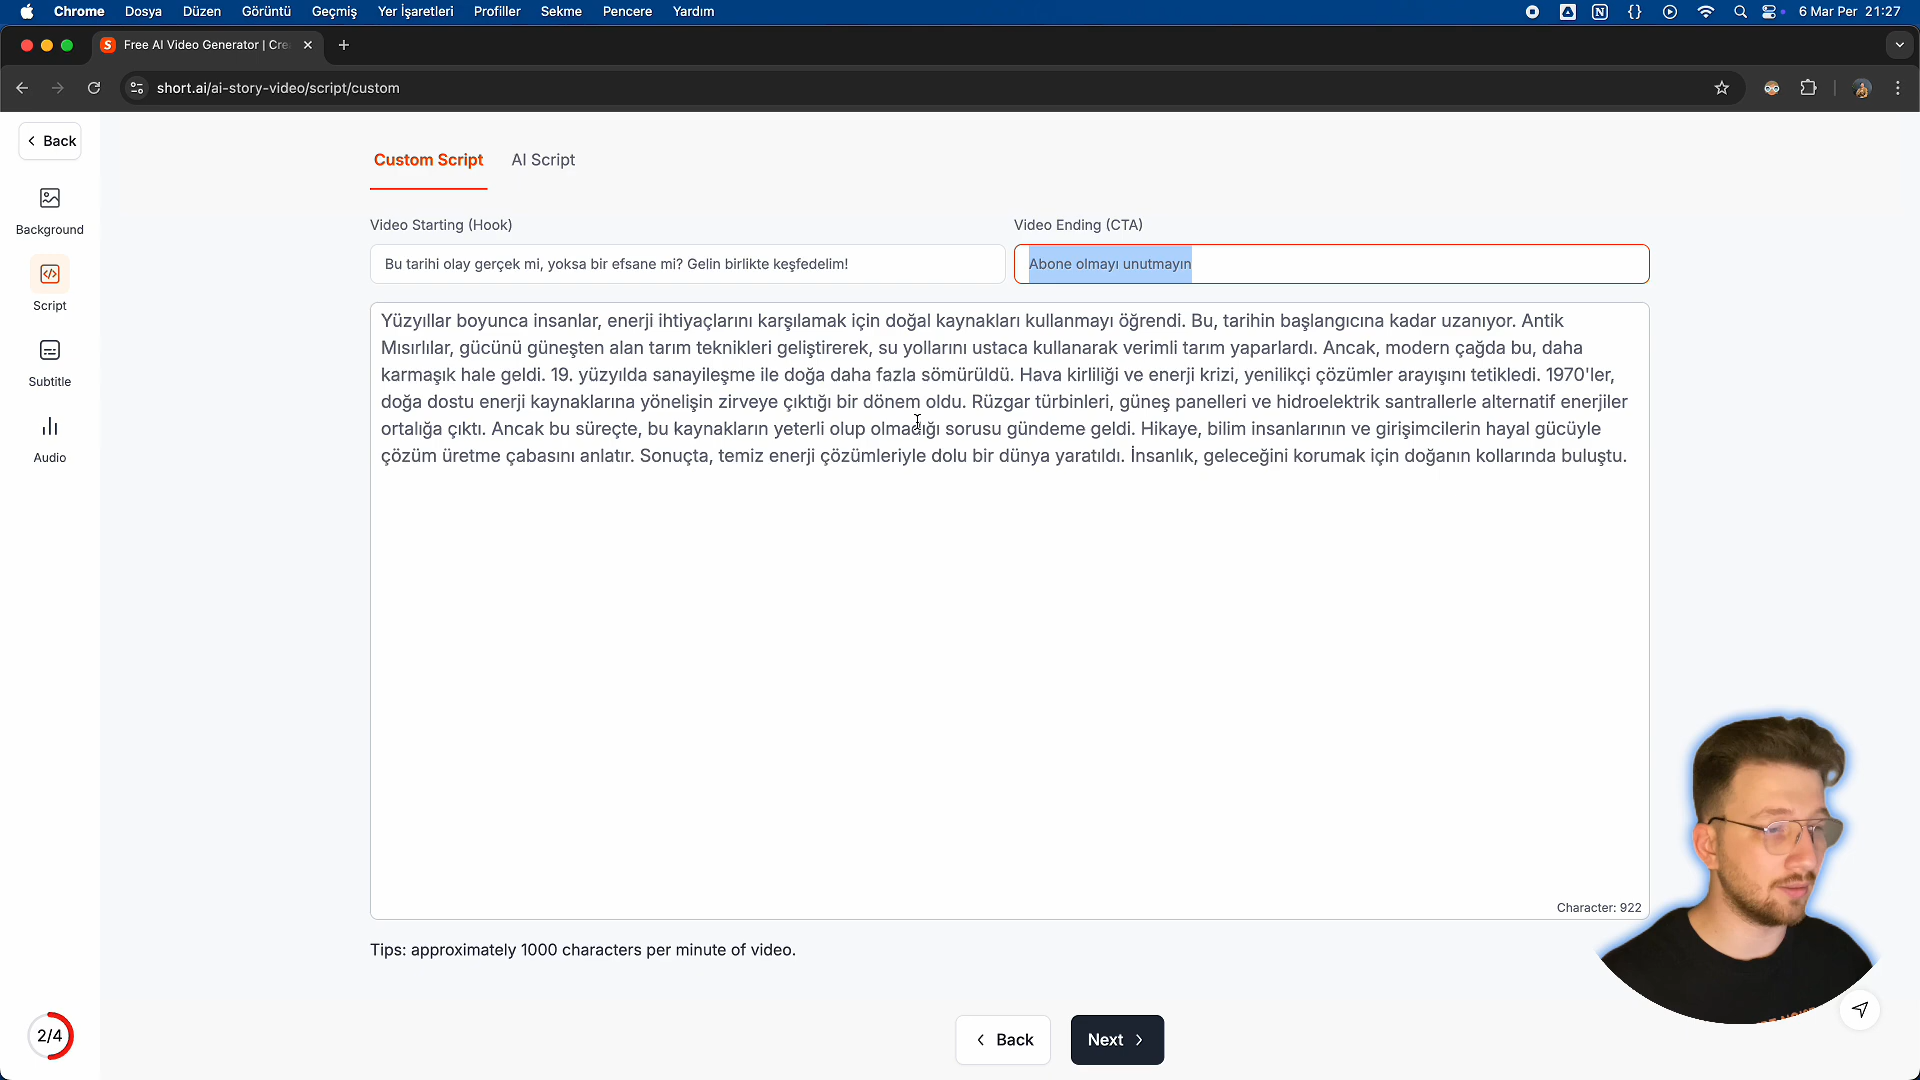 Chrome Dosya Düzen Görüntü Geçmiş Yer İşaretleri Profiller Sekme Pencere Yardım 6 Mar Per 21:27
Free AI Video Generator | Cre
short.ai/ai-story-video/script/custom
Back
Custom Script AI Script
Background
Video Starting (Hook) Video Ending (CTA)
Bu tarihi olay gerçek mi, yoksa bir efsane mi? Gelin birlikte keşfedelim! Abone olmayı unutmayın
Script
Yüzyıllar boyunca insanlar, enerji ihtiyaçlarını karşılamak için doğal kaynakları kullanmayı öğrendi. Bu, tarihin başlangıcına kadar uzanıyor. Antik
Mısırlılar, gücünü güneşten alan tarım teknikleri geliştirerek, su yollarını ustaca kullanarak verimli tarım yaparlardı. Ancak, modern çağda bu, daha
karmaşık hale geldi. 19. yüzyılda sanayileşme ile doğa daha fazla sömürüldü. Hava kirliliği ve enerji krizi, yenilikçi çözümler arayışını tetikledi. 1970'ler,
doğa dostu enerji kaynaklarına yönelişin zirveye çıktığı bir dönem oldu. Rüzgar türbinleri, güneş panelleri ve hidroelektrik santrallerle alternatif enerjiler
ortalığa çıktı. Ancak bu süreçte, bu kaynakların yeterli olup olmadığı sorusu gündeme geldi. Hikaye, bilim insanlarının ve girişimcilerin hayal gücüyle
çözüm üretme çabasını anlatır. Sonuçta, temiz enerji çözümleriyle dolu bir dünya yaratıldı. İnsanlık, geleceğini korumak için doğanın kollarında buluştu.
Subtitle
Audio
Character: 922
Tips: approximately 1000 characters per minute of video.
2/4
Back Next